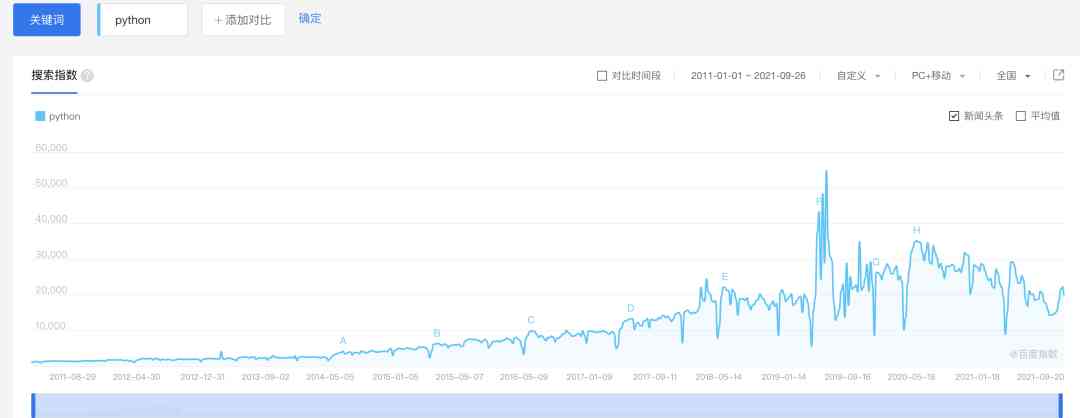 关键词 python + 添加对比 确定
搜索指数 ? 对比时间段 2011-01-01 ~ 2021-09-26 自定义 PC+移动 全国
python 新闻头条 平均值
60,000
50,000
40,000
30,000
20,000
10,000
A B C D E F G H
@百度指数
2011-08-29 2012-04-30 2012-12-31 2013-09-02 2014-05-05 2015-01-05 2015-09-07 2016-05-09 2017-01-09 2017-09-11 2018-05-14 2019-01-14 2019-09-16 2020-05-18 2021-01-18 2021-09-20